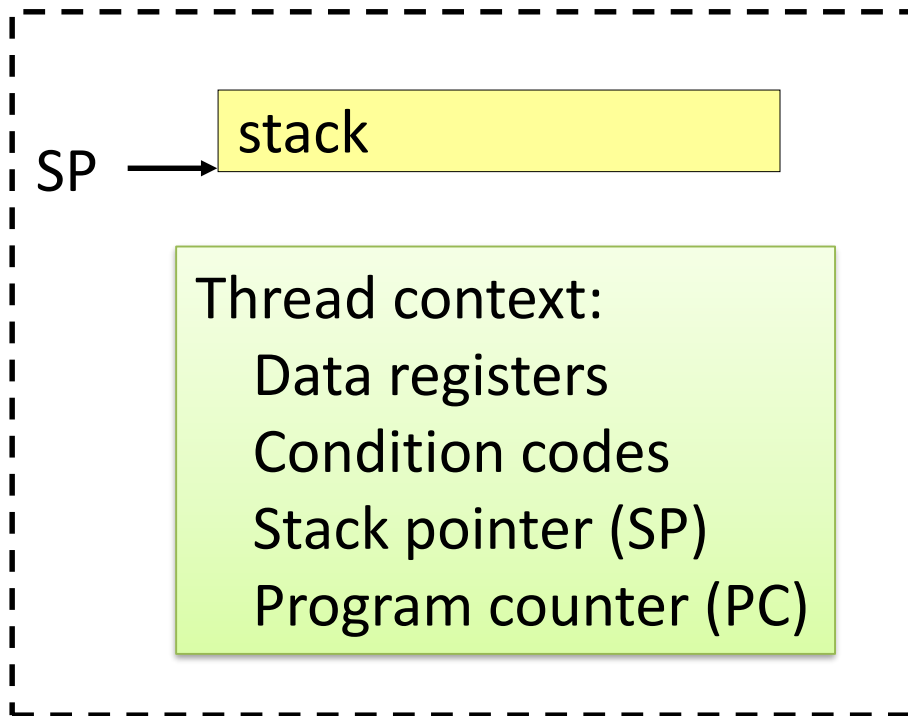 stack
SP
Thread context:
Data registers
Condition codes
Stack pointer (SP)
Program counter (PC)